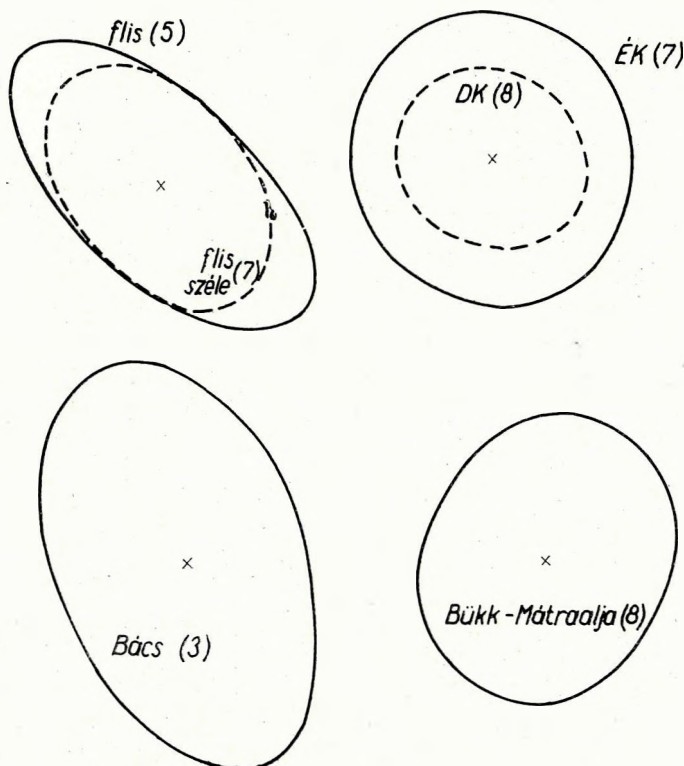 flis (5)
ÉK (7)
DK (8)
flis (7)
széle
Bács (3)
Bükk-Mátraalja (8)